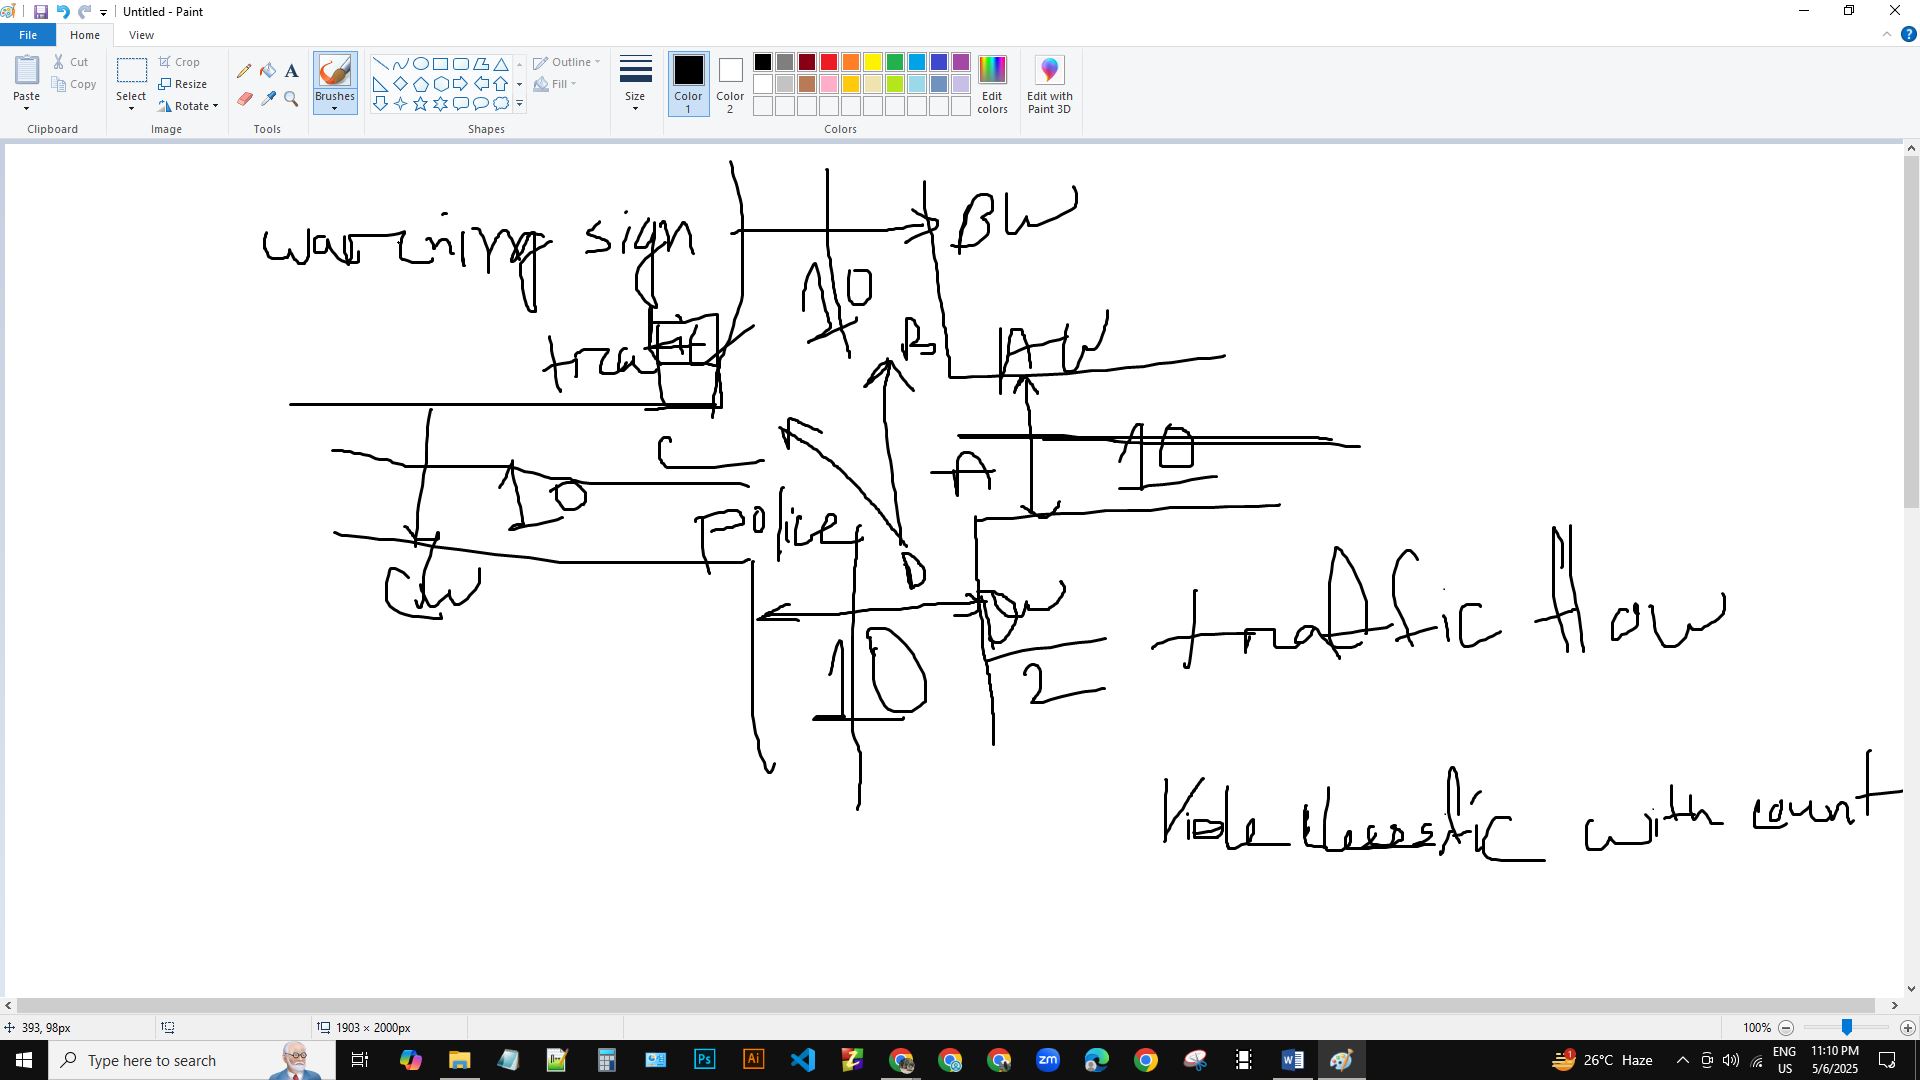 Untitled - Paint
File Home View
Paste Cut Copy
Clipboard
Select Crop Resize Rotate
Image
Tools
Brushes
Shapes
Outline Fill
Size
Color 1 Color 2 Edit colors
Colors
Edit with Paint 3D
warning sign
BW
10
B
AW
C
10
A
10
Police
D
CW
DW
10
2
traffic flow
with count
393, 98px 1903 × 2000px 100%
Type here to search
Ps Ai zm 26°C Haze ENG US 11:10 PM 5/6/2025